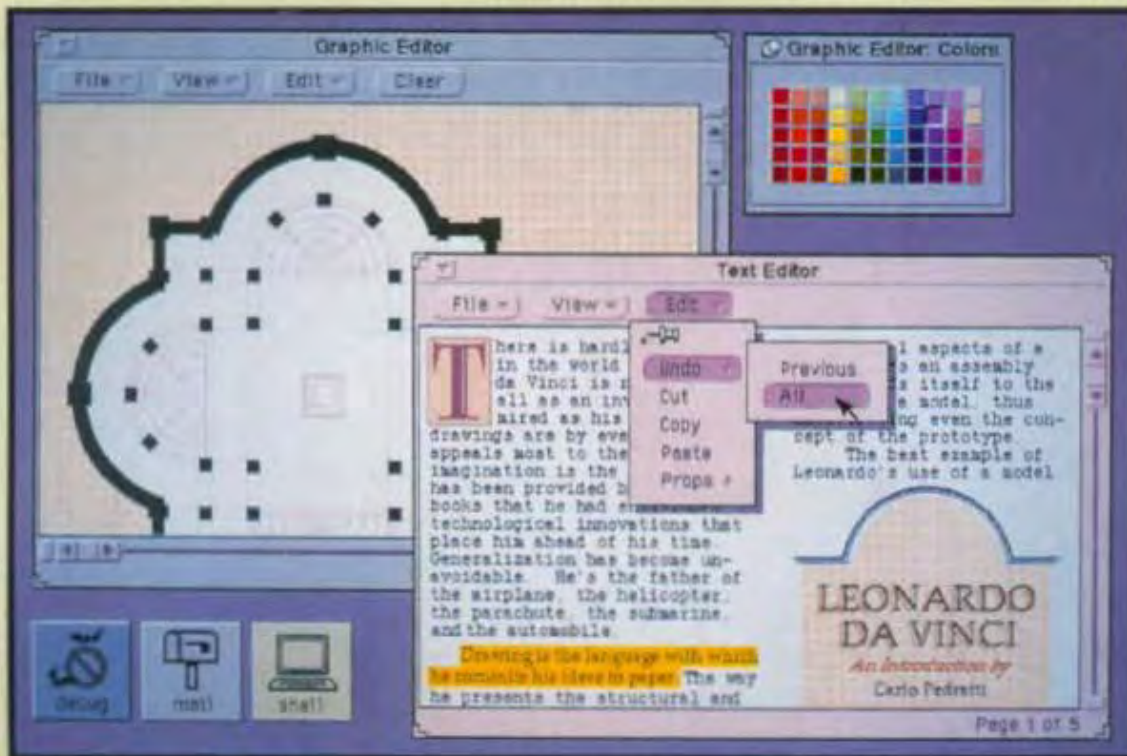 Graphic Editor
File View Edit Clear
Graphic Editor: Colors
Text Editor
File View Edit
Undo
Cut
Copy
Paste
Props
Previous
All
There is hardl
in the world
da Vinci is
all as an inv
mired as his
drawings are by eve
appeals most to the
imagination is the
has been provided b
books that he had
technological innovations that
place him ahead of his time.
Generalization has become un-
avoidable. He's the father of
the airplane, the helicopter,
the parachute, the submarine,
and the automobile.
Drawing is the language with which
he commits his ideas to paper. The way
he presents the structural and
l aspects of a
s an assembly
s itself to the
model, thus
ng even the con-
cept of the prototype.
The best example of
Leonardo's use of a model
LEONARDO
DA VINCI
An Introduction by
Carlo Pedretti
Page 1 of 5
debug mail shell